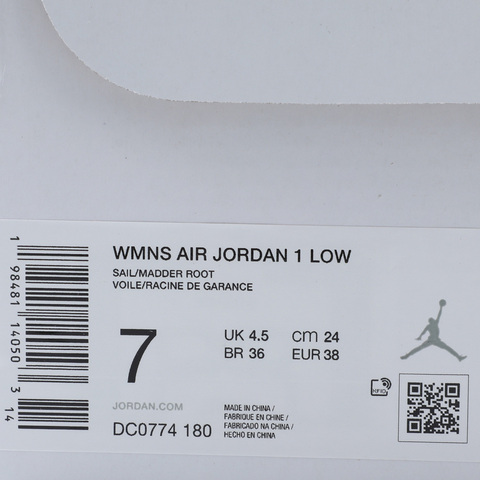 WMNS AIR JORDAN 1 LOW
SAIL/MADDER ROOT
VOILE/RACINE DE GARANCE
7
UK 4.5 cm 24
BR 36 EUR 38
JORDAN.COM
DC0774 180
MADE IN CHINA /
FABRIQUE EN CHINE /
FABRICADO NA CHINA /
HECHO EN CHINA
1 98481 14050 3 14